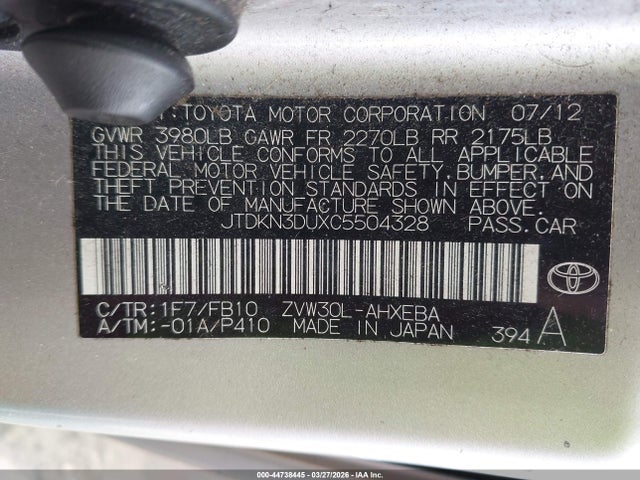 T:TOYOTA MOTOR CORPORATION 07/12
GVWR 3980LB GAWR FR 2270LB RR 2175LB
THIS VEHICLE CONFORMS TO ALL APPLICABLE
FEDERAL MOTOR VEHICLE SAFETY,BUMPER,AND
THEFT PREVENTION STANDARDS IN EFFECT ON
THE DATE OF MANUFACTURE SHOWN ABOVE.
JTDKN3DUXC5504328 PASS.CAR
C/TR:1F7/FB10 ZVW30L-AHXEBA
A/TM:-01A/P410 MADE IN JAPAN 394 A
TOYOTA
000-44738445 | 03/27/2026 | IAA Inc.